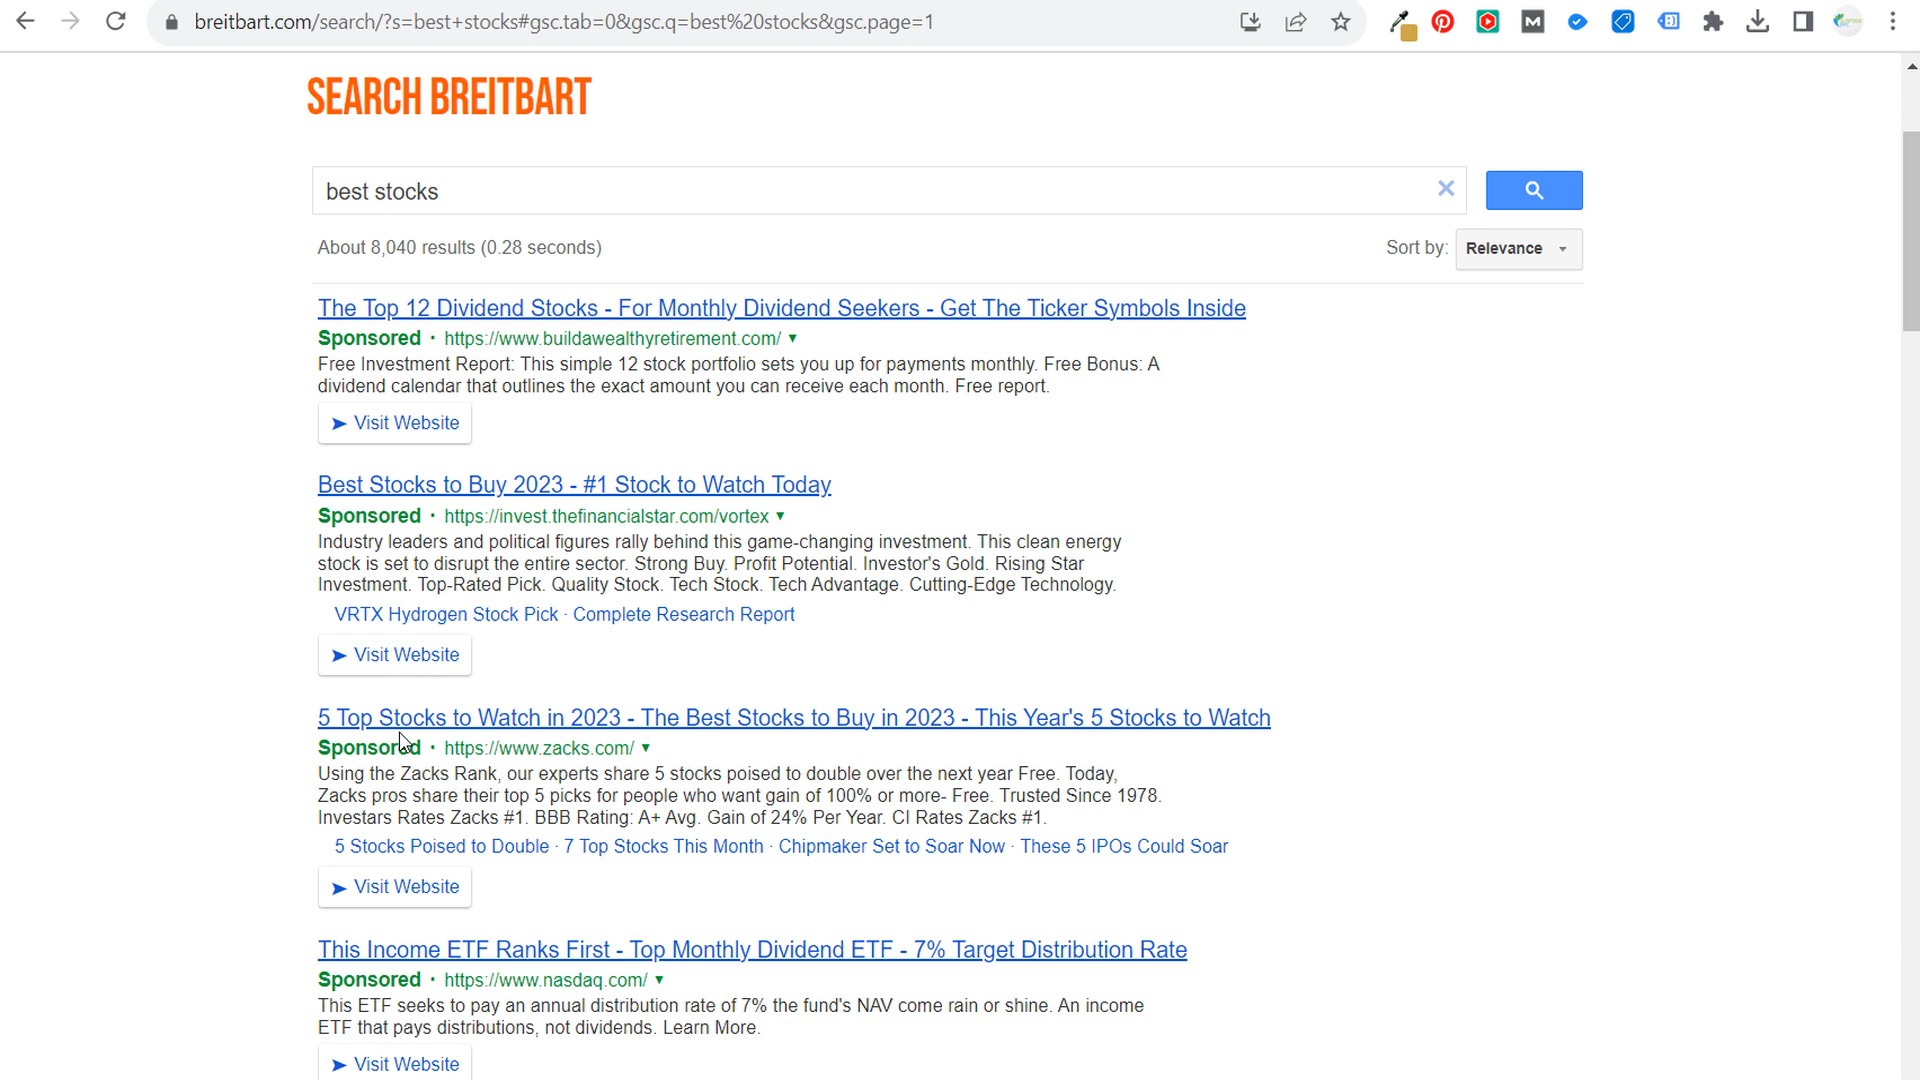 breitbart.com/search/?s=best+stocks#gsc.tab=0&gsc.q=best%20stocks&gsc.page=1
SEARCH BREITBART
best stocks
About 8,040 results (0.28 seconds)
Sort by: Relevance
The Top 12 Dividend Stocks - For Monthly Dividend Seekers - Get The Ticker Symbols Inside
Sponsored · https://www.buildawealthyretirement.com/
Free Investment Report: This simple 12 stock portfolio sets you up for payments monthly. Free Bonus: A
dividend calendar that outlines the exact amount you can receive each month. Free report.
Visit Website
Best Stocks to Buy 2023 - #1 Stock to Watch Today
Sponsored · https://invest.thefinancialstar.com/vortex
Industry leaders and political figures rally behind this game-changing investment. This clean energy
stock is set to disrupt the entire sector. Strong Buy. Profit Potential. Investor's Gold. Rising Star
Investment. Top-Rated Pick. Quality Stock. Tech Stock. Tech Advantage. Cutting-Edge Technology.
VRTX Hydrogen Stock Pick · Complete Research Report
Visit Website
5 Top Stocks to Watch in 2023 - The Best Stocks to Buy in 2023 - This Year's 5 Stocks to Watch
Sponsored · https://www.zacks.com/
Using the Zacks Rank, our experts share 5 stocks poised to double over the next year Free. Today,
Zacks pros share their top 5 picks for people who want gain of 100% or more- Free. Trusted Since 1978.
Investars Rates Zacks #1. BBB Rating: A+ Avg. Gain of 24% Per Year. CI Rates Zacks #1.
5 Stocks Poised to Double · 7 Top Stocks This Month · Chipmaker Set to Soar Now · These 5 IPOs Could Soar
Visit Website
This Income ETF Ranks First - Top Monthly Dividend ETF - 7% Target Distribution Rate
Sponsored · https://www.nasdaq.com/
This ETF seeks to pay an annual distribution rate of 7% the fund's NAV come rain or shine. An income
ETF that pays distributions, not dividends. Learn More.
Visit Website